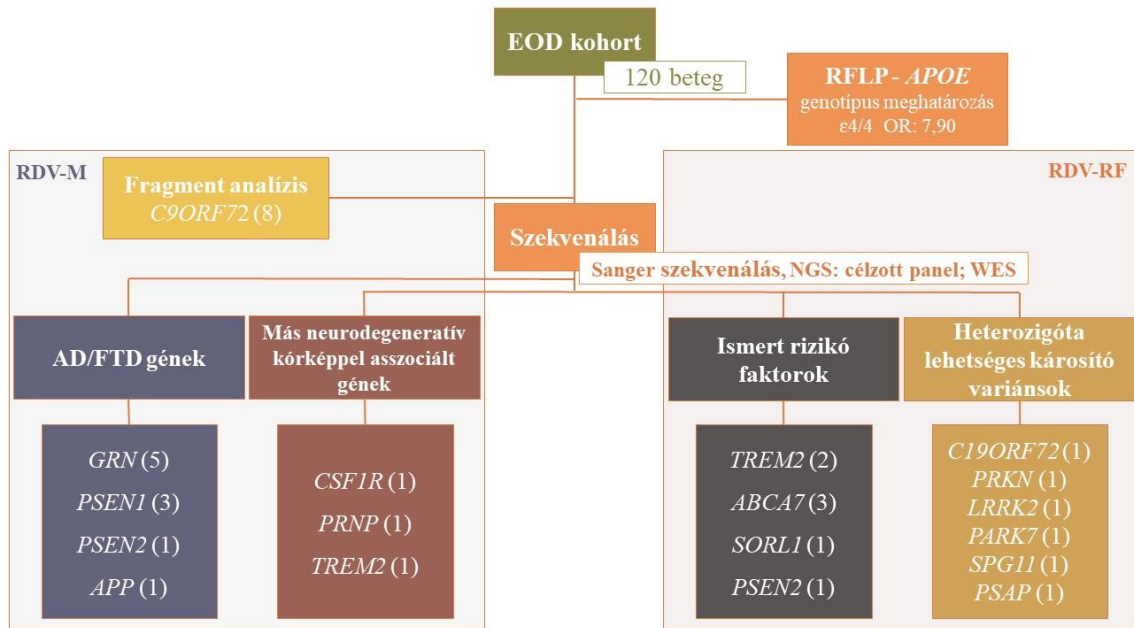 EOD kohort
120 beteg
RFLP - APOE
genotípus meghatározás
ε4/4 OR: 7,90
RDV-M
Fragment analízis
C9ORF72 (8)
RDV-RF
Szekvenálás
Sanger szekvenálás, NGS: célzott panel; WES
AD/FTD gének
Más neurodegeneratív
kórképpel asszociált
gének
Ismert rizikó
faktorok
Heterozigóta
lehetséges károsító
variánsok
GRN (5)
PSEN1 (3)
PSEN2 (1)
APP (1)
CSF1R (1)
PRNP (1)
TREM2 (1)
TREM2 (2)
ABCA7 (3)
SORL1 (1)
PSEN2 (1)
C19ORF72 (1)
PRKN (1)
LRRK2 (1)
PARK7 (1)
SPG11 (1)
PSAP (1)